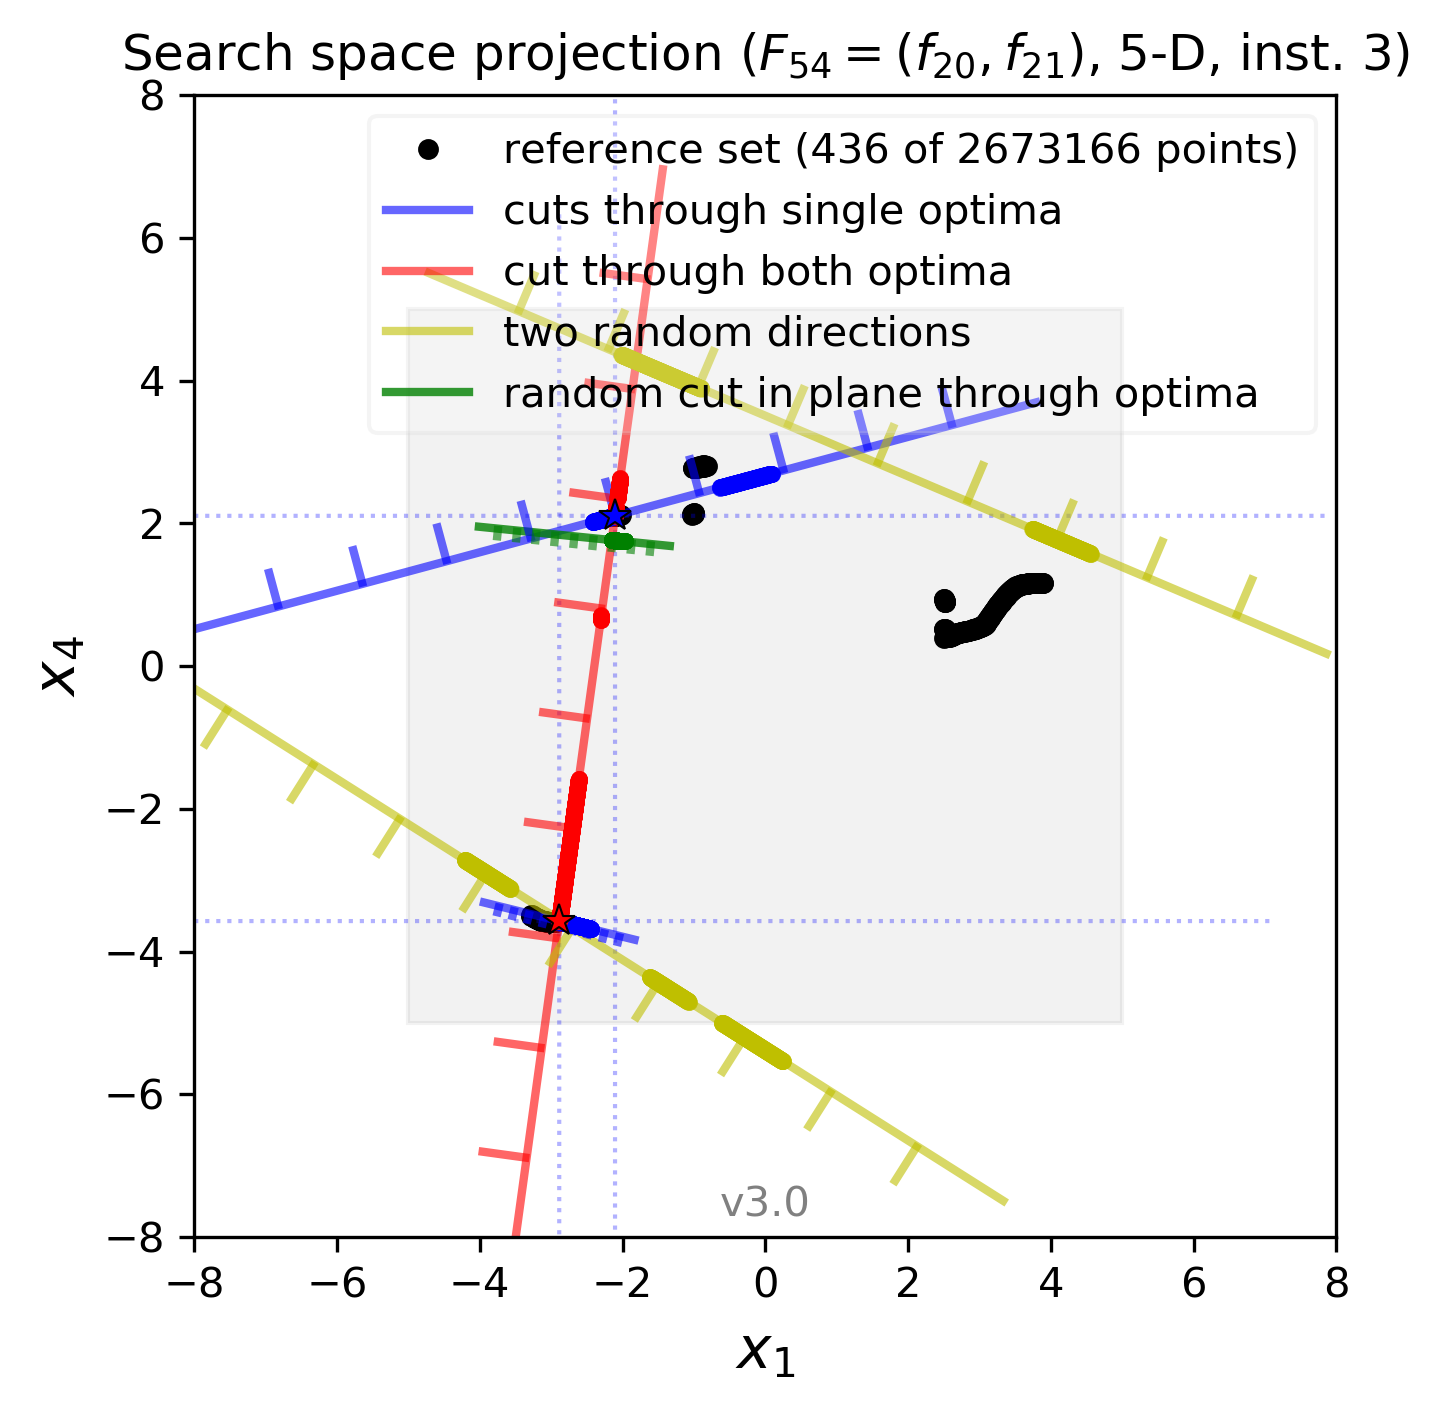 Search space projection (F54 = (f20, f21), 5-D, inst. 3)
reference set (436 of 2673166 points)
cuts through single optima
cut through both optima
two random directions
random cut in plane through optima
8
6
4
2
0
−2
−4
−6
−8
x4
v3.0
−8 −6 −4 −2 0 2 4 6 8
x1